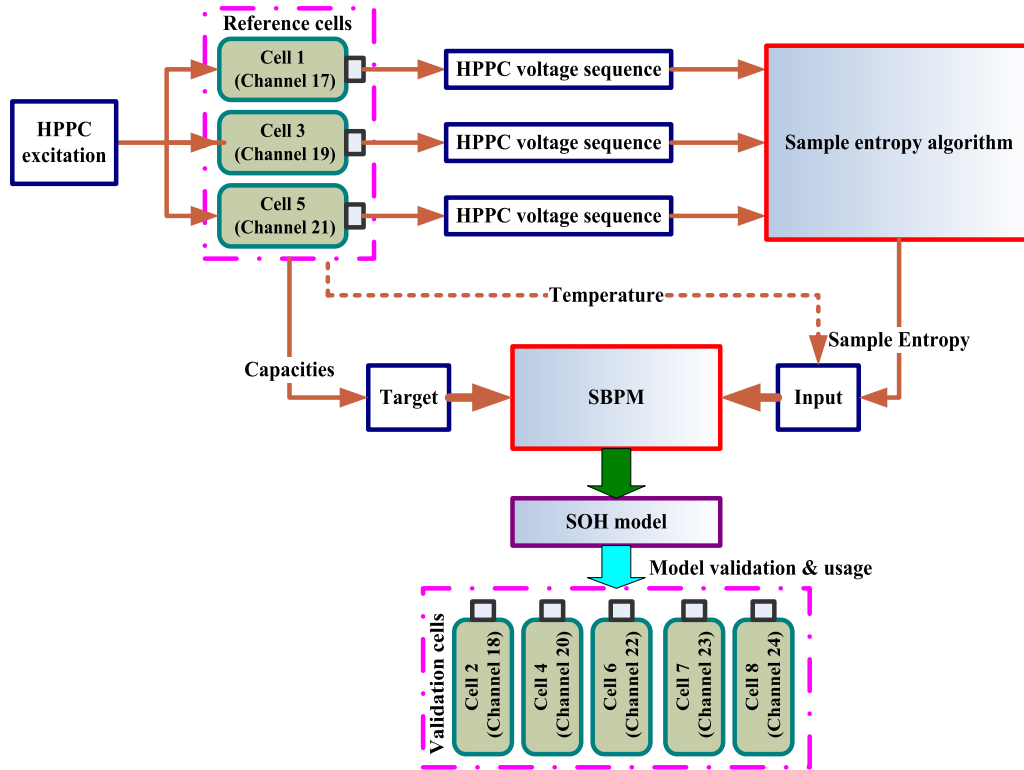 Reference cells
Cell 1
(Channel 17)
HPPC voltage sequence
HPPC
excitation
Cell 3
(Channel 19)
HPPC voltage sequence
Sample entropy algorithm
Cell 5
(Channel 21)
HPPC voltage sequence
Temperature
Sample Entropy
Capacities
Target
SBPM
Input
SOH model
Model validation & usage
Validation cells
Cell 2
(Channel 18)
Cell 4
(Channel 20)
Cell 6
(Channel 22)
Cell 7
(Channel 23)
Cell 8
(Channel 24)